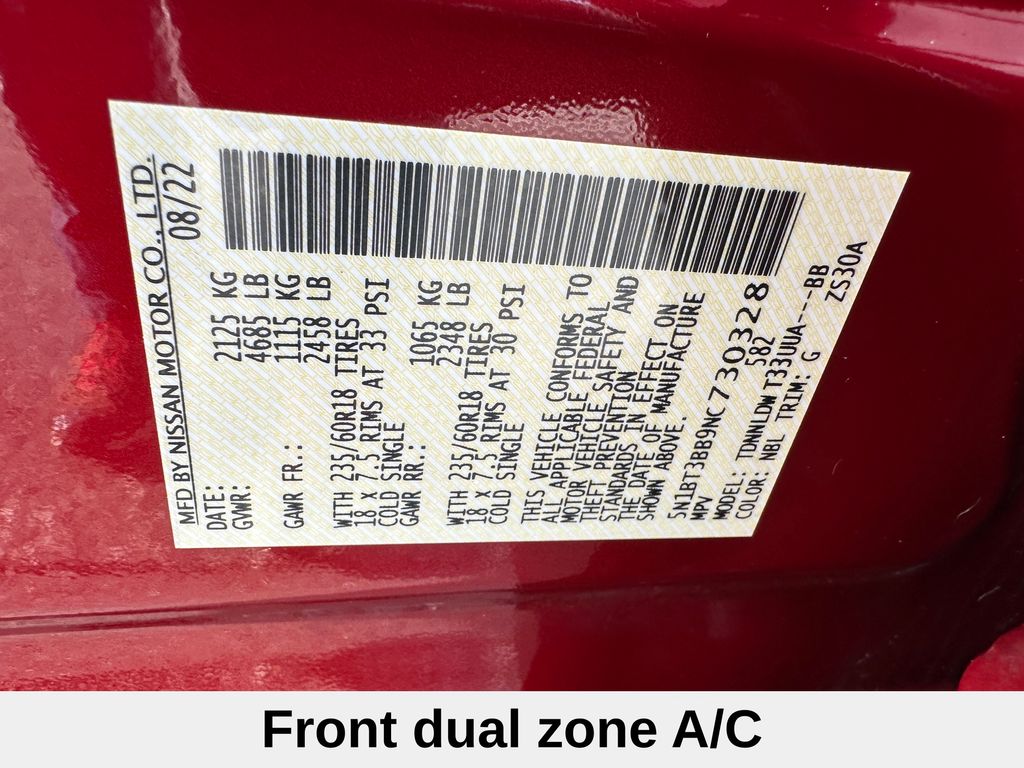 MFD BY NISSAN MOTOR CO., LTD.
DATE: 08/22
GVWR: 2125 KG
4685 LB
GAWR FR.: 1115 KG
2458 LB
WITH 235/60R18 TIRES
18 X 7.5 RIMS AT 33 PSI
COLD SINGLE
GAWR RR.: 1065 KG
2348 LB
WITH 235/60R18 TIRES
18 X 7.5 RIMS AT 30 PSI
COLD SINGLE
THIS VEHICLE CONFORMS TO
ALL APPLICABLE FEDERAL
MOTOR VEHICLE SAFETY AND
THEFT PREVENTION
STANDARDS IN EFFECT ON
THE DATE OF MANUFACTURE
SHOWN ABOVE.
5N1BT3BB9NC730328
MPV 582
MODEL: TDNNLDWT33UUA---BB
COLOR: NBL TRIM: G ZS30A
Front dual zone A/C